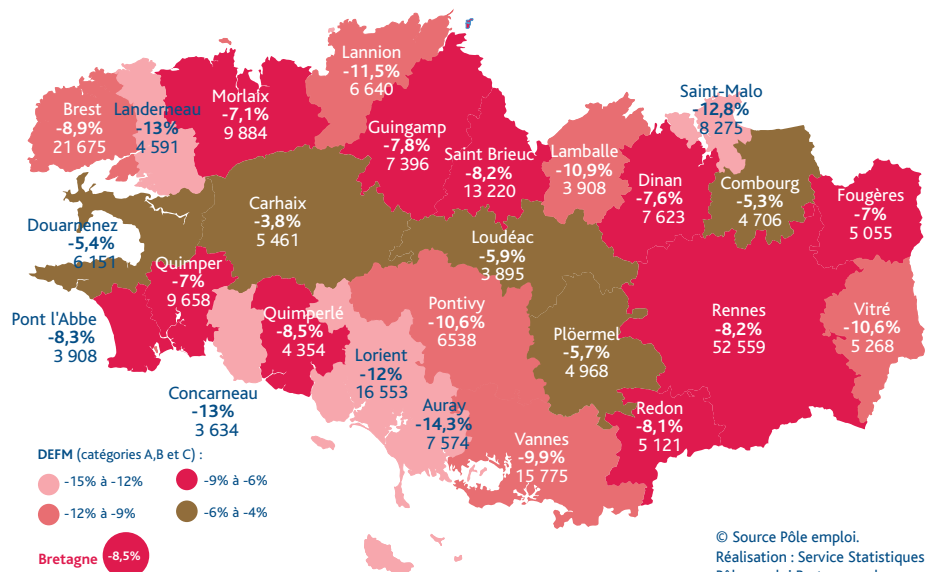 Lannion
-11,5%
6 640
Brest
-8,9%
21 675
Landerneau
-13%
4 591
Morlaix
-7,1%
9 884
Guingamp
-7,8%
7 396
Saint Brieuc
-8,2%
13 220
Lamballe
-10,9%
3 908
Saint-Malo
-12,8%
8 275
Dinan
-7,6%
7 623
Combourg
-5,3%
4 706
Fougères
-7%
5 055
Carhaix
-3,8%
5 461
Douarnenez
-5,4%
6 151
Loudéac
-5,9%
3 895
Quimper
-7%
9 658
Pont l'Abbe
-8,3%
3 908
Quimperlé
-8,5%
4 354
Pontivy
-10,6%
6538
Plöermel
-5,7%
4 968
Rennes
-8,2%
52 559
Vitré
-10,6%
5 268
Lorient
-12%
16 553
Concarneau
-13%
3 634
Auray
-14,3%
7 574
Vannes
-9,9%
15 775
Redon
-8,1%
5 121
DEFM (catégories A,B et C) :
-15% à -12%
-9% à -6%
-12% à -9%
-6% à -4%
Bretagne -8,5%
© Source Pôle emploi.
Réalisation : Service Statistiques